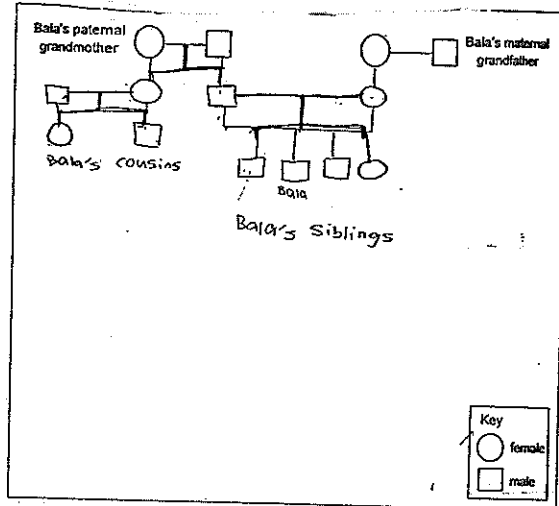 Bala's paternal
grandmother
Bala's maternal
grandfather
Bala's cousins
Bala
Bala's siblings
Key
female
male